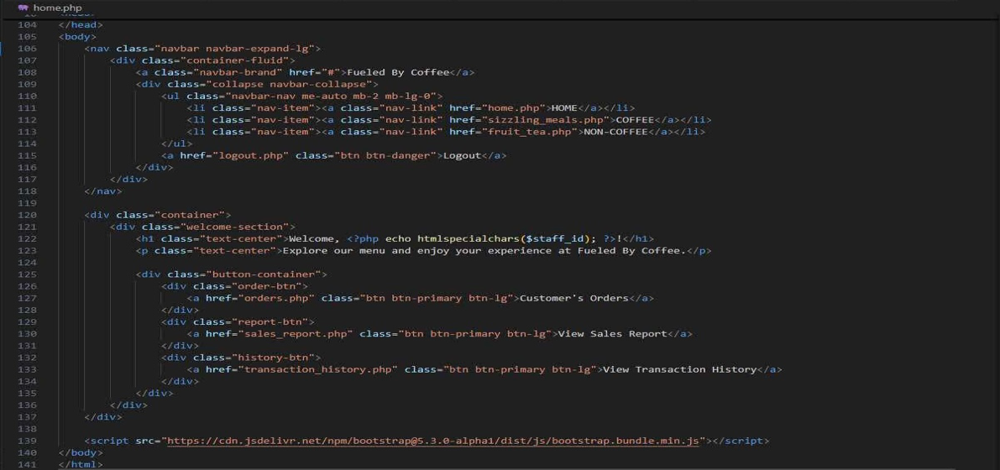 home.php
104 </head>
105 <body>
106 <nav class="navbar navbar-expand-lg">
107 <div class="container-fluid">
108 <a class="navbar-brand" href="#">Fueled By Coffee</a>
109 <div class="collapse navbar-collapse">
110 <ul class="navbar-nav me-auto mb-2 mb-lg-0">
111 <li class="nav-item"><a class="nav-link" href="home.php">HOME</a></li>
112 <li class="nav-item"><a class="nav-link" href="sizzling_meals.php">COFFEE</a></li>
113 <li class="nav-item"><a class="nav-link" href="fruit_tea.php">NON-COFFEE</a></li>
114 </ul>
115 <a href="logout.php" class="btn btn-danger">Logout</a>
116 </div>
117 </div>
118 </nav>
119
120 <div class="container">
121 <div class="welcome-section">
122 <h1 class="text-center">Welcome, <?php echo htmlspecialchars($staff_id); ?>!</h1>
123 <p class="text-center">Explore our menu and enjoy your experience at Fueled By Coffee.</p>
124
125 <div class="button-container">
126 <div class="order-btn">
127 <a href="orders.php" class="btn btn-primary btn-lg">Customer's Orders</a>
128 </div>
129 <div class="report-btn">
130 <a href="sales_report.php" class="btn btn-primary btn-lg">View Sales Report</a>
131 </div>
132 <div class="history-btn">
133 <a href="transaction_history.php" class="btn btn-primary btn-lg">View Transaction History</a>
134 </div>
135 </div>
136 </div>
137 </div>
138
139 <script src="https://cdn.jsdelivr.net/npm/bootstrap@5.3.0-alpha1/dist/js/bootstrap.bundle.min.js"></script>
140 </body>
141 </html>